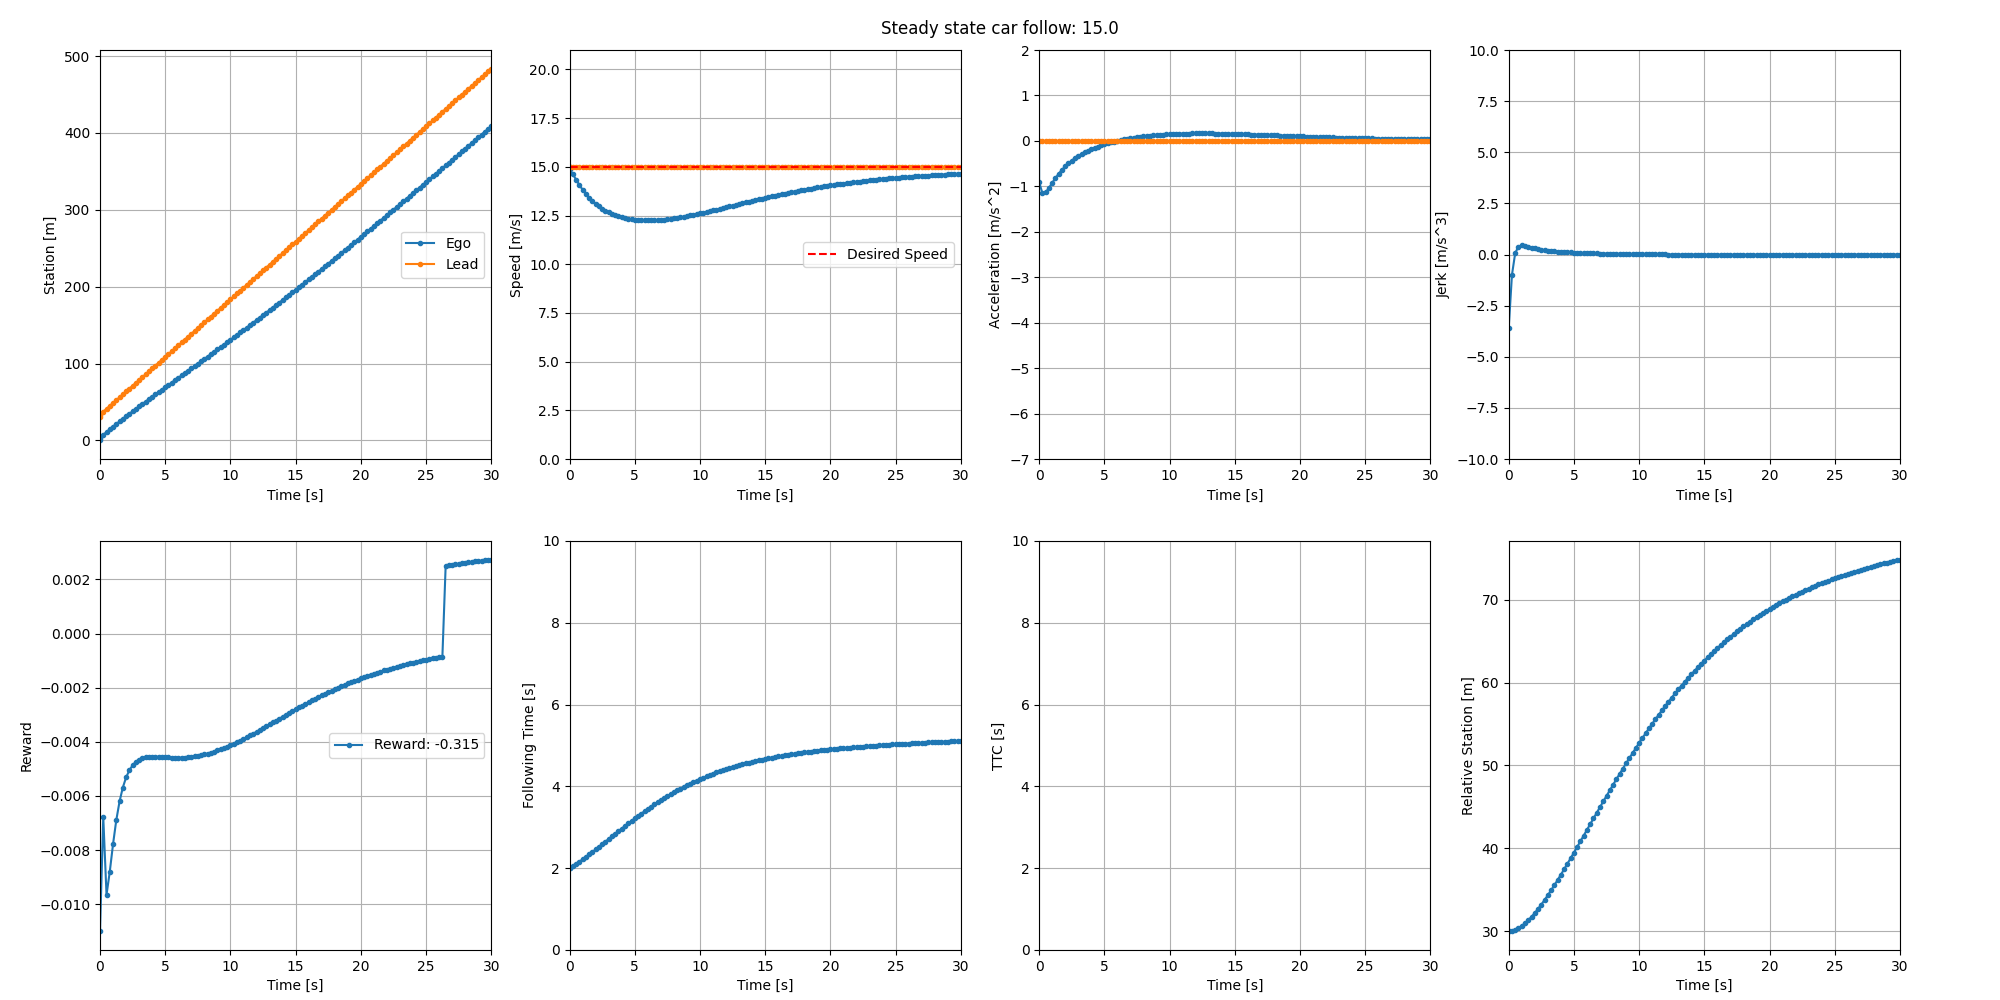 Steady state car follow: 15.0
500
400
300
200
100
0
Station [m]
Ego
Lead
0 5 10 15 20 25 30
Time [s]
20.0
17.5
15.0
12.5
10.0
7.5
5.0
2.5
0.0
Speed [m/s]
Desired Speed
0 5 10 15 20 25 30
Time [s]
2
1
0
−1
−2
−3
−4
−5
−6
−7
Acceleration [m/s^2]
0 5 10 15 20 25 30
Time [s]
10.0
7.5
5.0
2.5
0.0
−2.5
−5.0
−7.5
−10.0
Jerk [m/s^3]
0 5 10 15 20 25 30
Time [s]
0.002
0.000
−0.002
−0.004
−0.006
−0.008
−0.010
Reward
Reward: -0.315
0 5 10 15 20 25 30
Time [s]
10
8
6
4
2
0
Following Time [s]
0 5 10 15 20 25 30
Time [s]
10
8
6
4
2
0
TTC [s]
0 5 10 15 20 25 30
Time [s]
70
60
50
40
30
Relative Station [m]
0 5 10 15 20 25 30
Time [s]